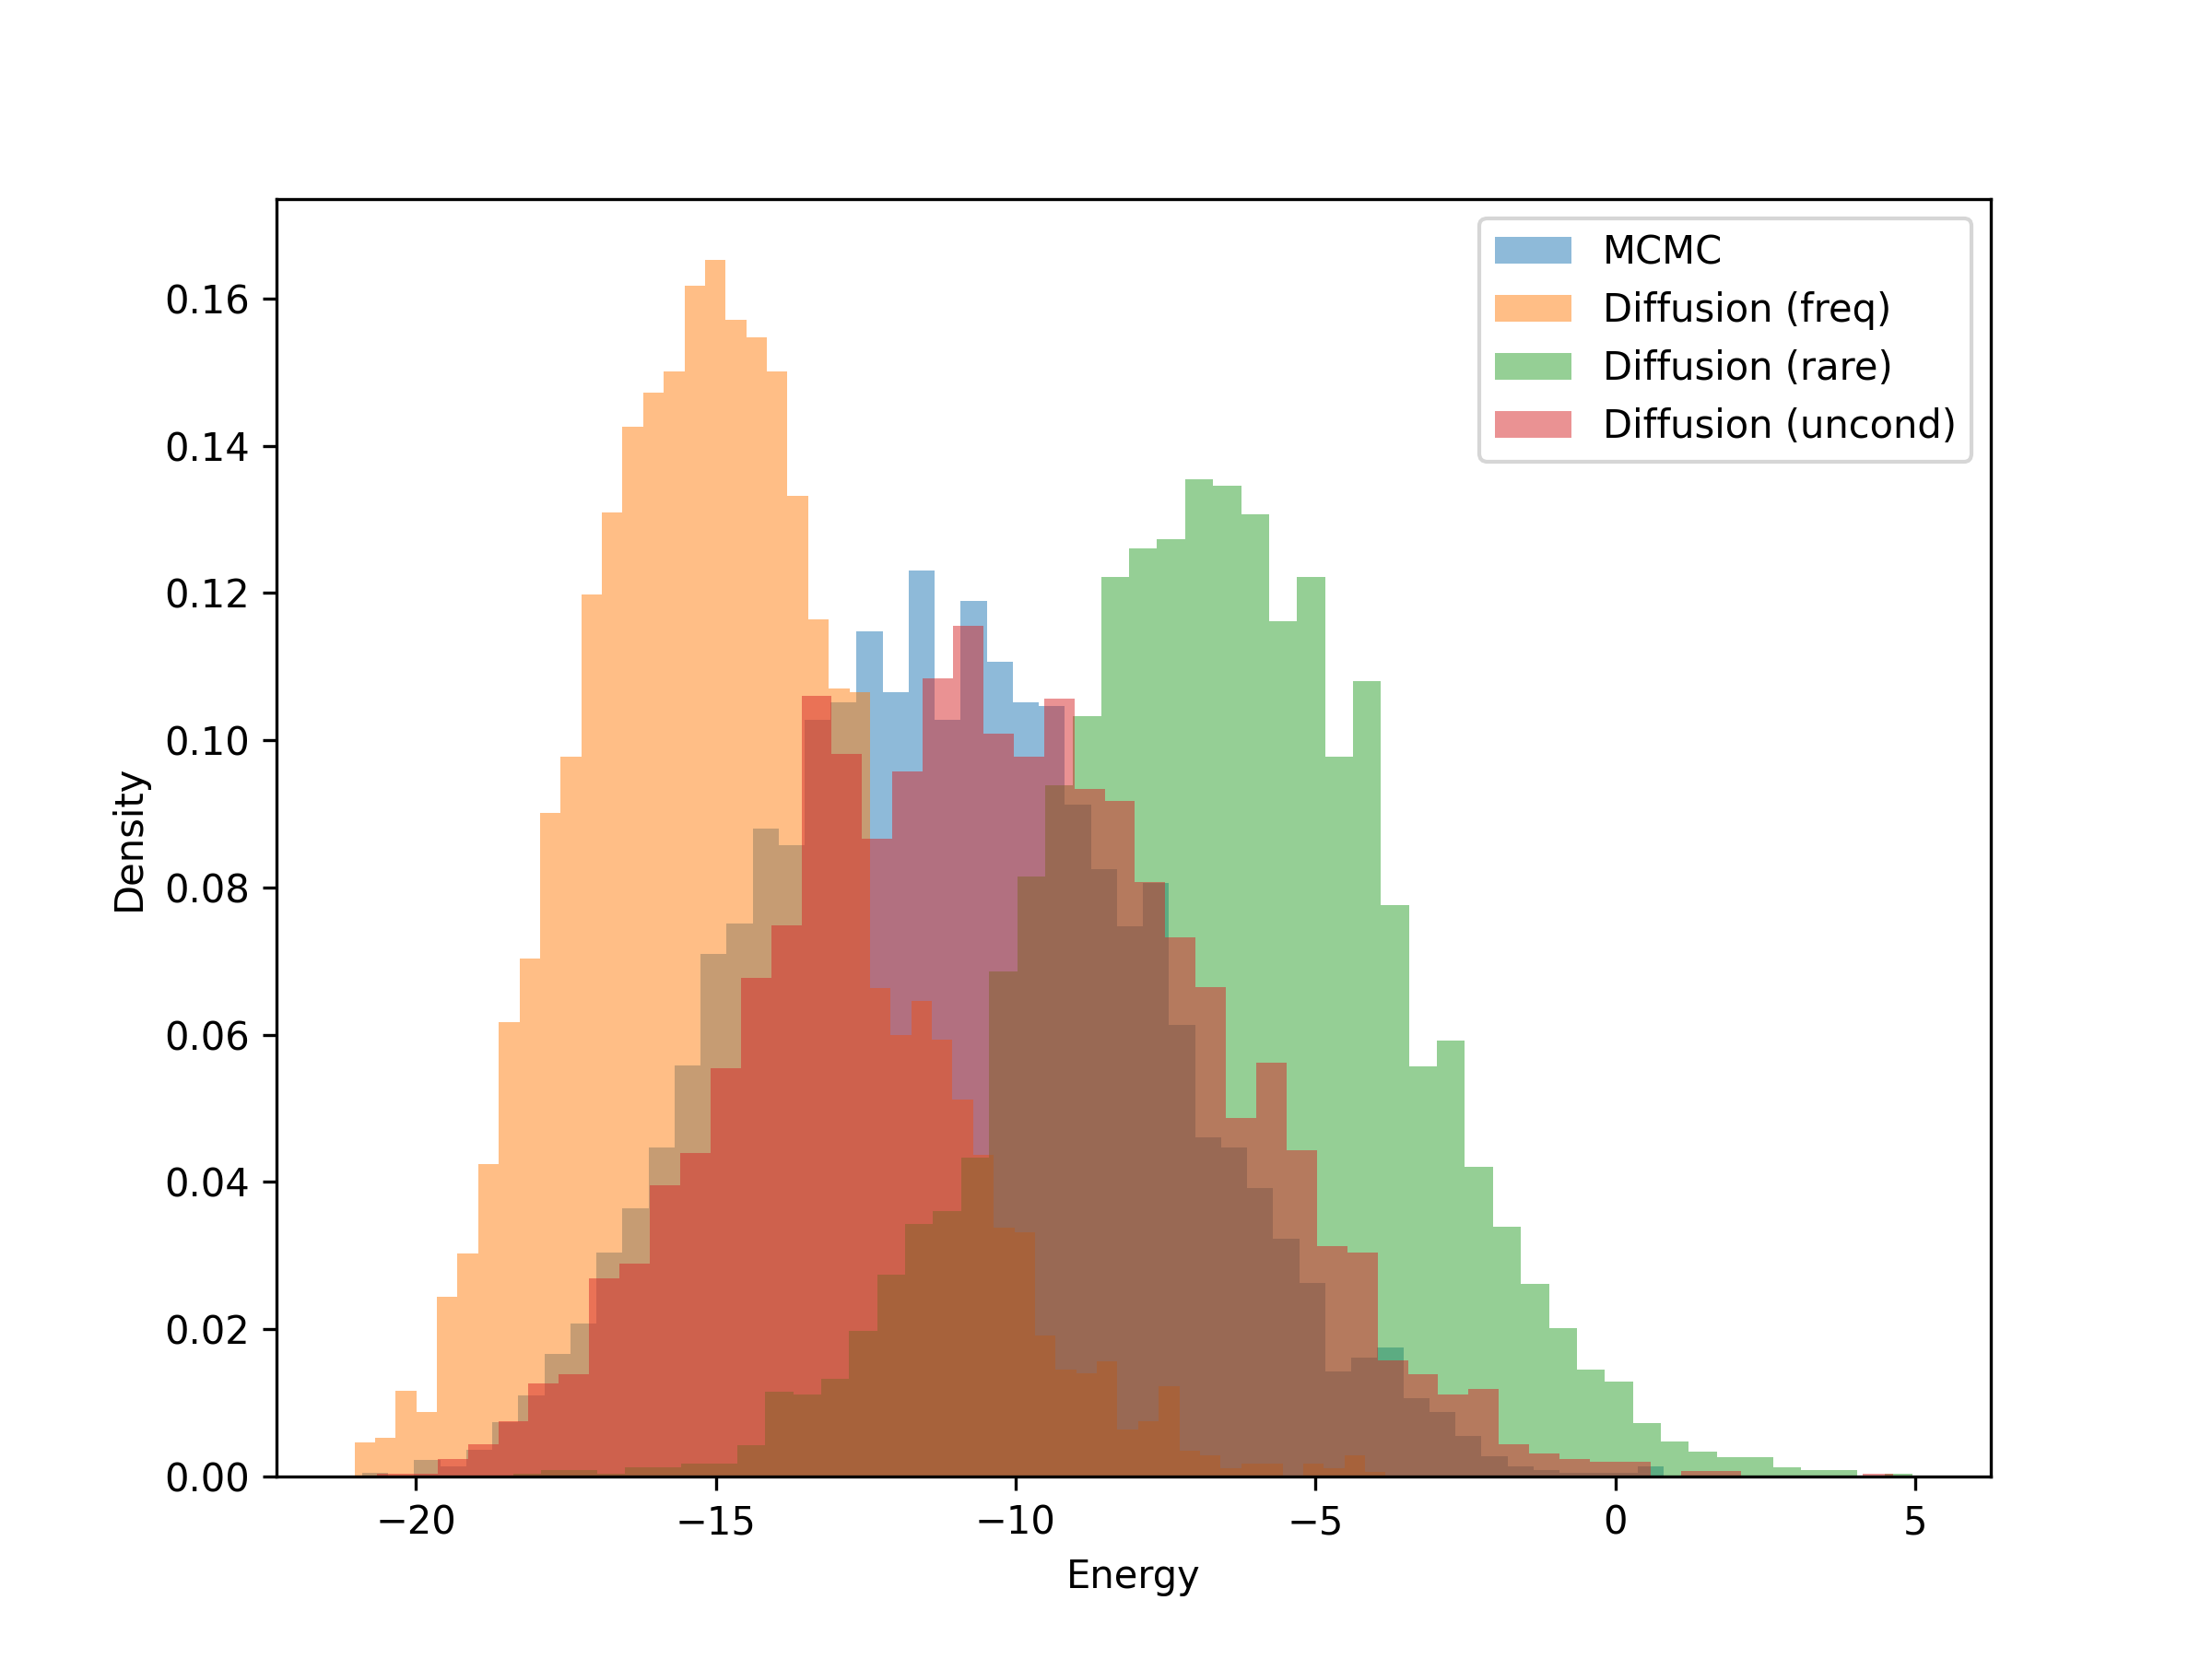 MCMC
Diffusion (freq)
Diffusion (rare)
Diffusion (uncond)
0.16
0.14
0.12
0.10
0.08
0.06
0.04
0.02
0.00
Density
−20 −15 −10 −5 0 5
Energy